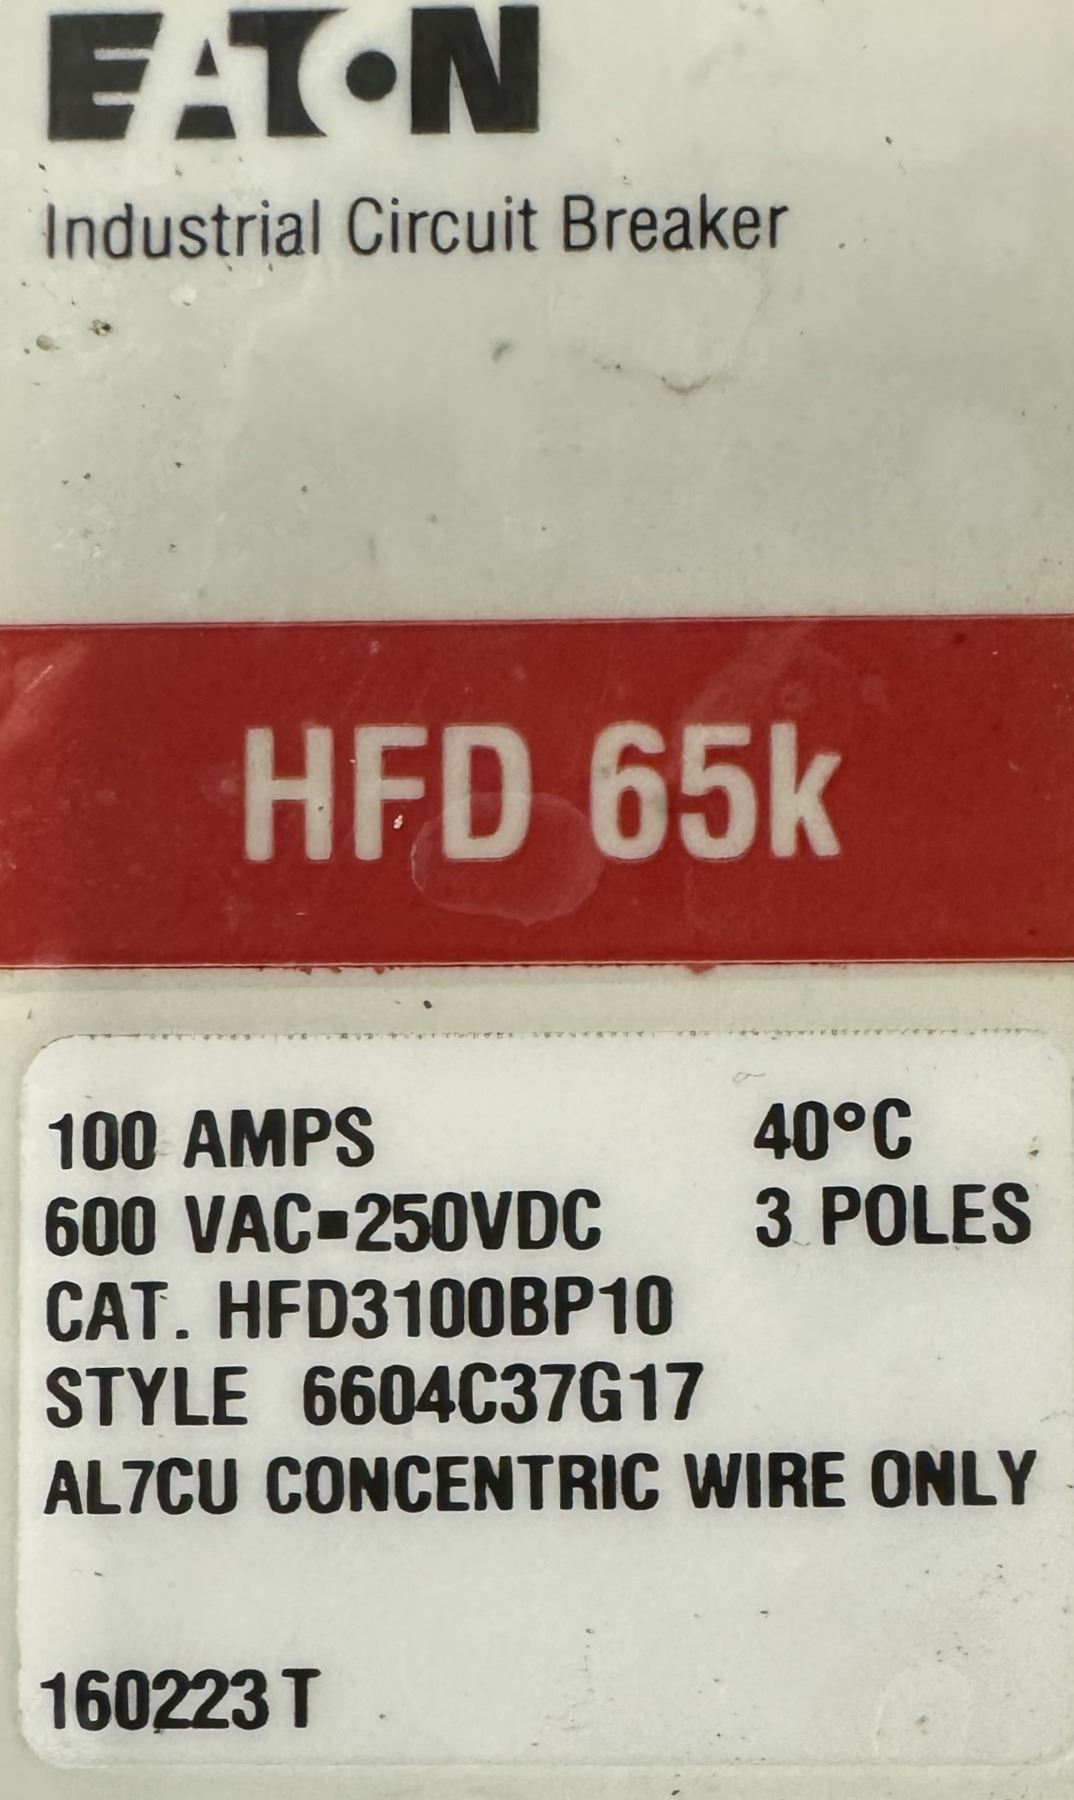 EATON
Industrial Circuit Breaker
HFD 65k
100 AMPS 40°C
600 VAC▪250VDC 3 POLES
CAT. HFD3100BP10
STYLE 6604C37G17
AL7CU CONCENTRIC WIRE ONLY
160223 T